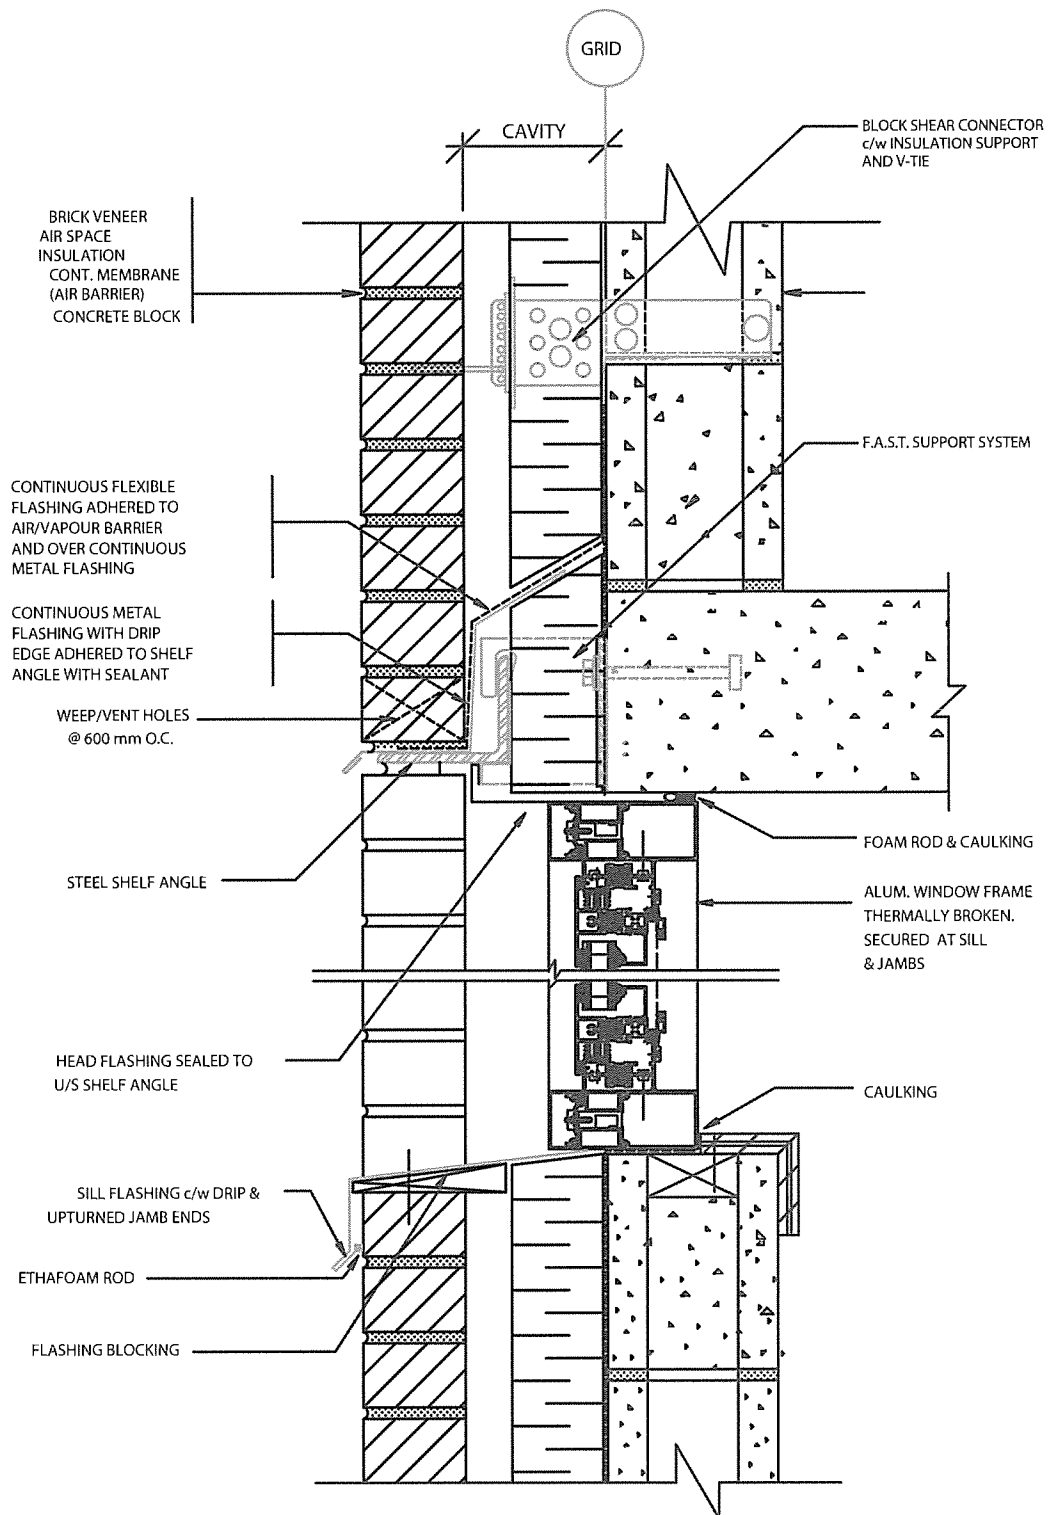 GRID
CAVITY
BLOCK SHEAR CONNECTOR
c/w INSULATION SUPPORT
AND V-TIE
BRICK VENEER
AIR SPACE
INSULATION
CONT. MEMBRANE
(AIR BARRIER)
CONCRETE BLOCK
F.A.S.T. SUPPORT SYSTEM
CONTINUOUS FLEXIBLE
FLASHING ADHERED TO
AIR/VAPOUR BARRIER
AND OVER CONTINUOUS
METAL FLASHING
CONTINUOUS METAL
FLASHING WITH DRIP
EDGE ADHERED TO SHELF
ANGLE WITH SEALANT
WEEP/VENT HOLES
@ 600 mm O.C.
FOAM ROD & CAULKING
STEEL SHELF ANGLE
ALUM. WINDOW FRAME
THERMALLY BROKEN.
SECURED AT SILL
& JAMBS
HEAD FLASHING SEALED TO
U/S SHELF ANGLE
CAULKING
SILL FLASHING c/w DRIP &
UPTURNED JAMB ENDS
ETHAFOAM ROD
FLASHING BLOCKING